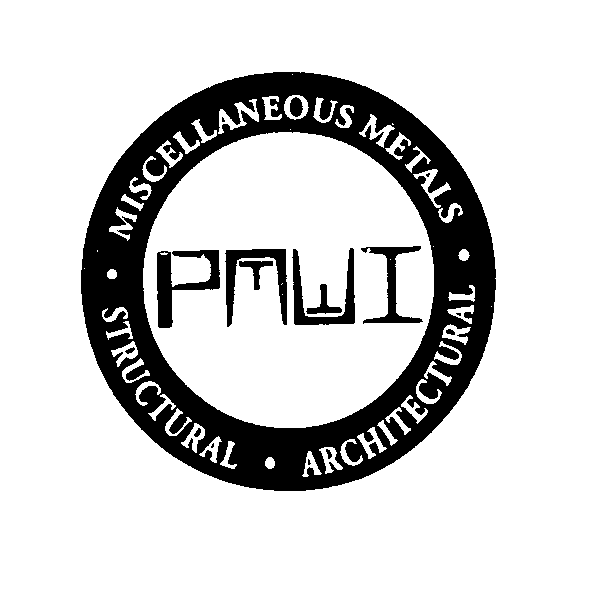 MISCELLANEOUS METALS
PMWI
STRUCTURAL • ARCHITECTURAL